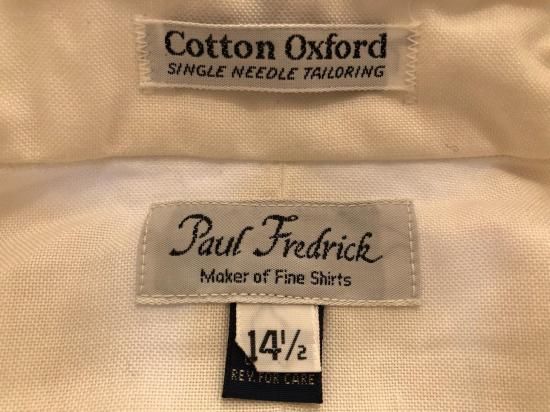 Cotton Oxford
SINGLE NEEDLE TAILORING
Paul Fredrick
Maker of Fine Shirts
14½
REV. FOR CARE